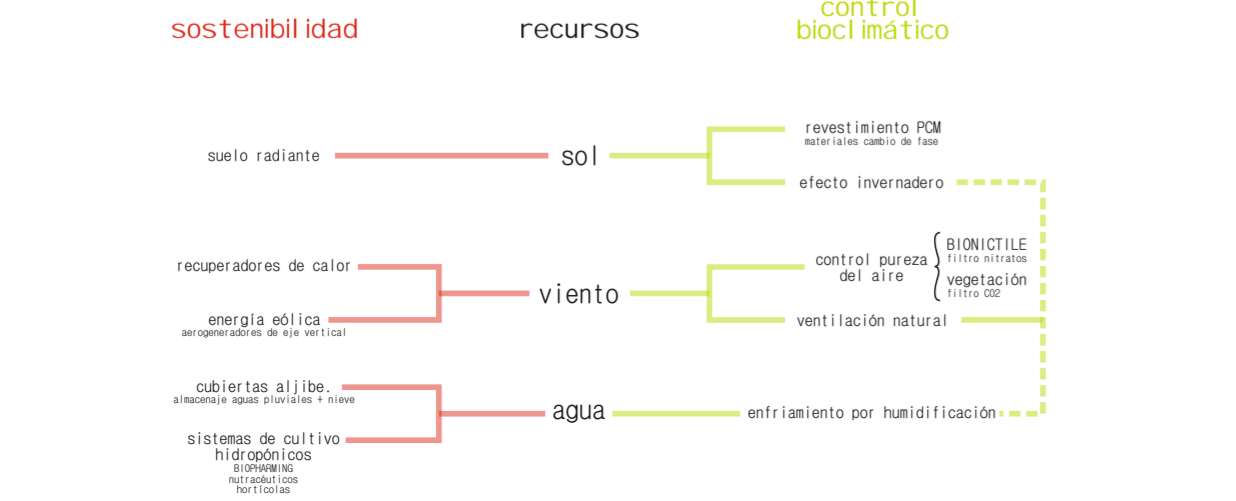 sostenibilidad
recursos
control
bioclimático
suelo radiante
sol
revestimiento PCM
materiales cambio de fase
efecto invernadero
recuperadores de calor
energía eólica
aerogeneradores de eje vertical
viento
control pureza
del aire
BIONICTILE
filtro nitratos
vegetación
filtro CO2
ventilación natural
cubiertas aljibe.
almacenaje aguas pluviales + nieve
sistemas de cultivo
hidropónicos
BIOPHARMING
nutracéuticos
hortícolas
agua
enfriamiento por humidificación